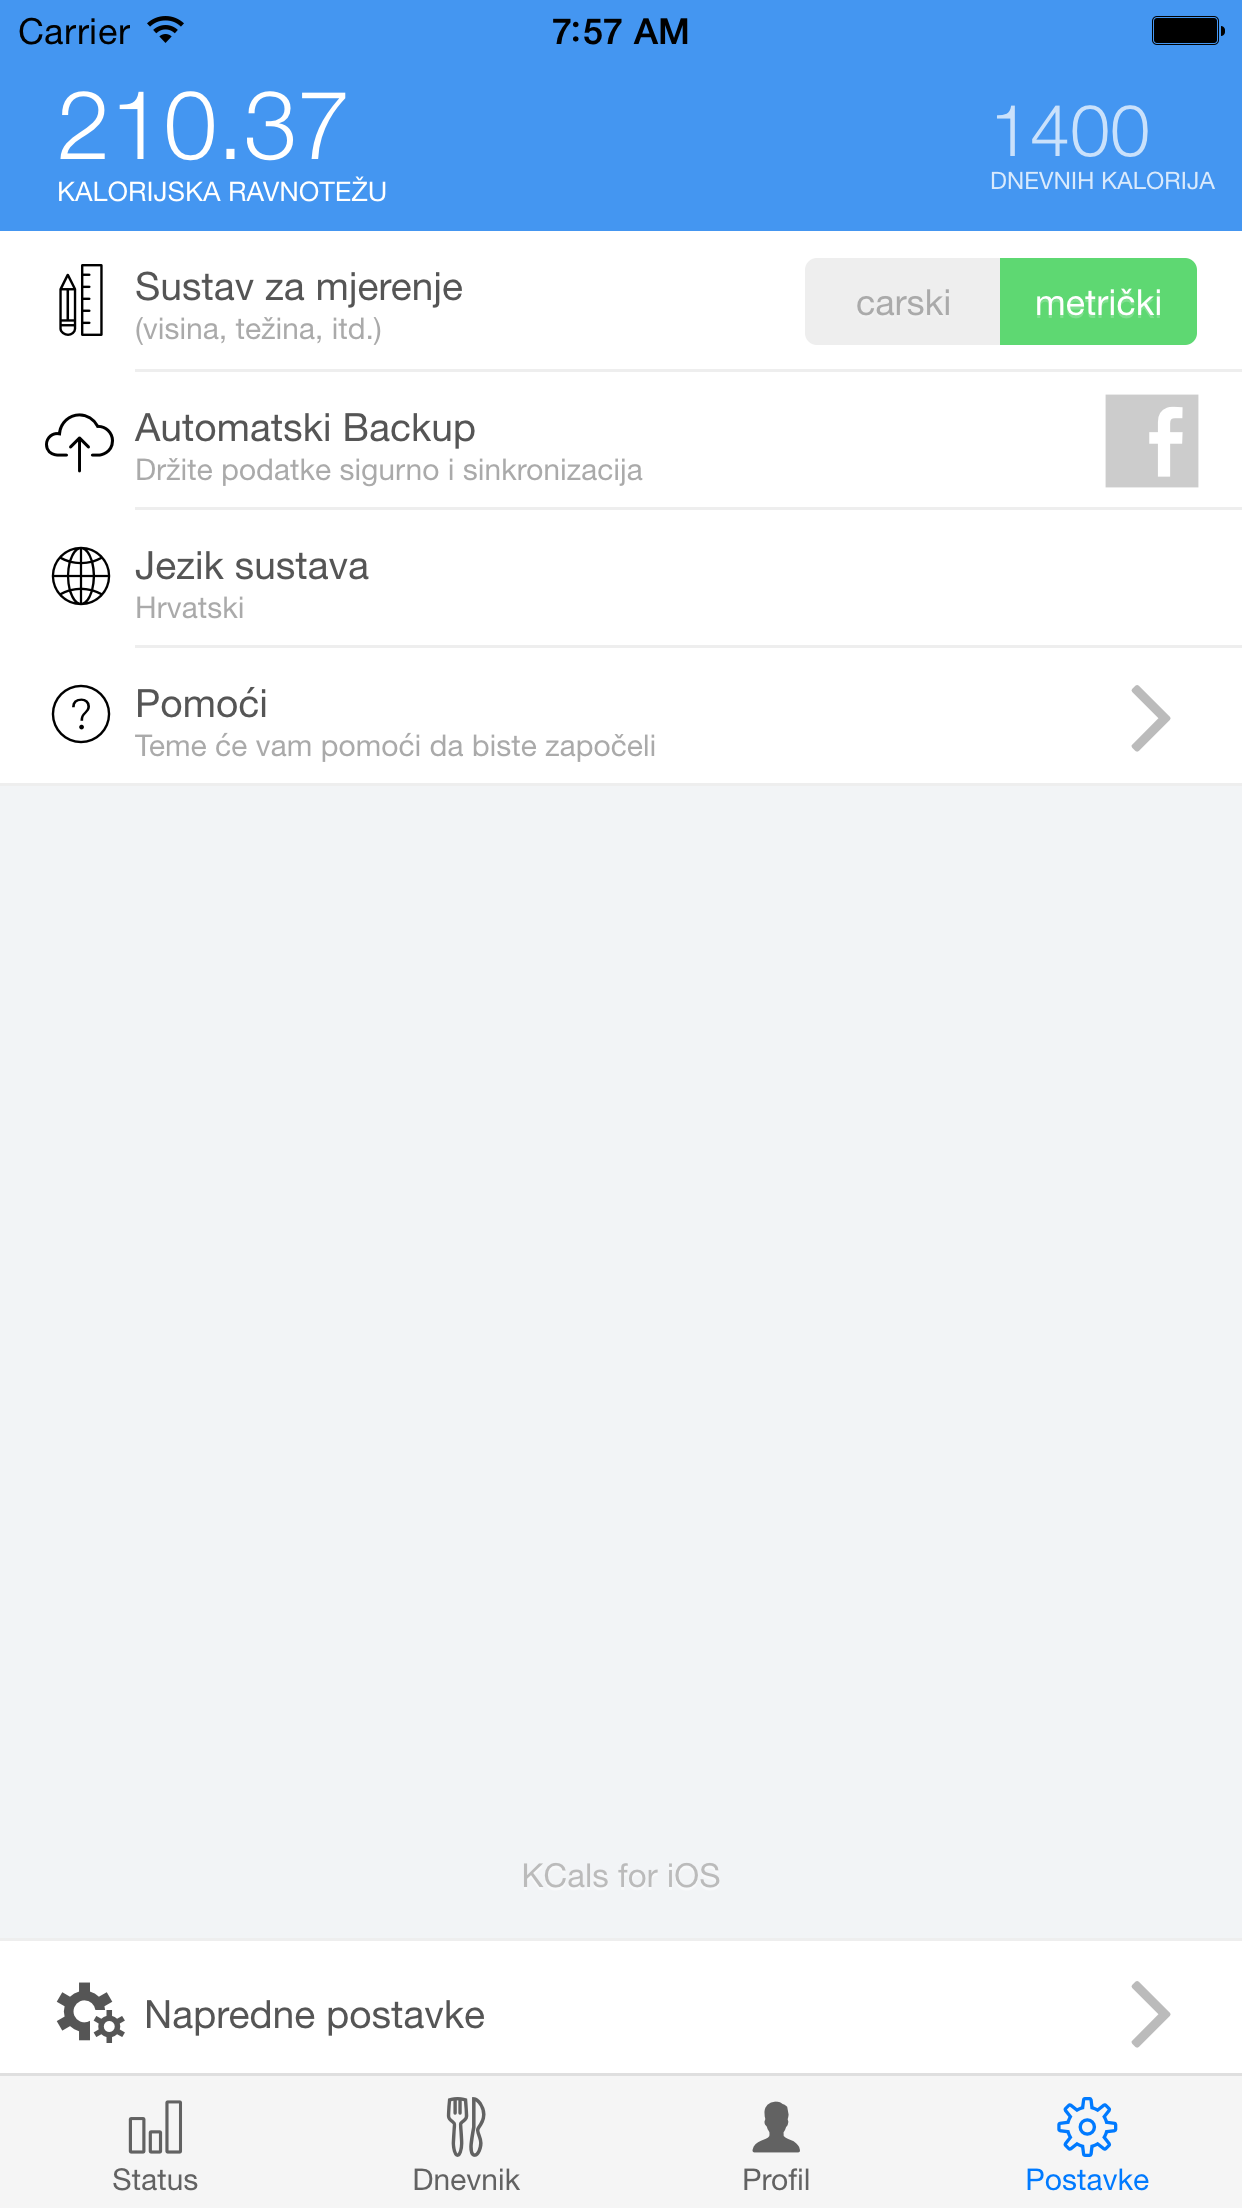 Carrier 7:57 AM
210.37
KALORIJSKA RAVNOTEŽU
1400
DNEVNIH KALORIJA
Sustav za mjerenje
(visina, težina, itd.)
carski metrički
Automatski Backup
Držite podatke sigurno i sinkronizacija
Jezik sustava
Hrvatski
Pomoći
Teme će vam pomoći da biste započeli
KCals for iOS
Napredne postavke
Status Dnevnik Profil Postavke